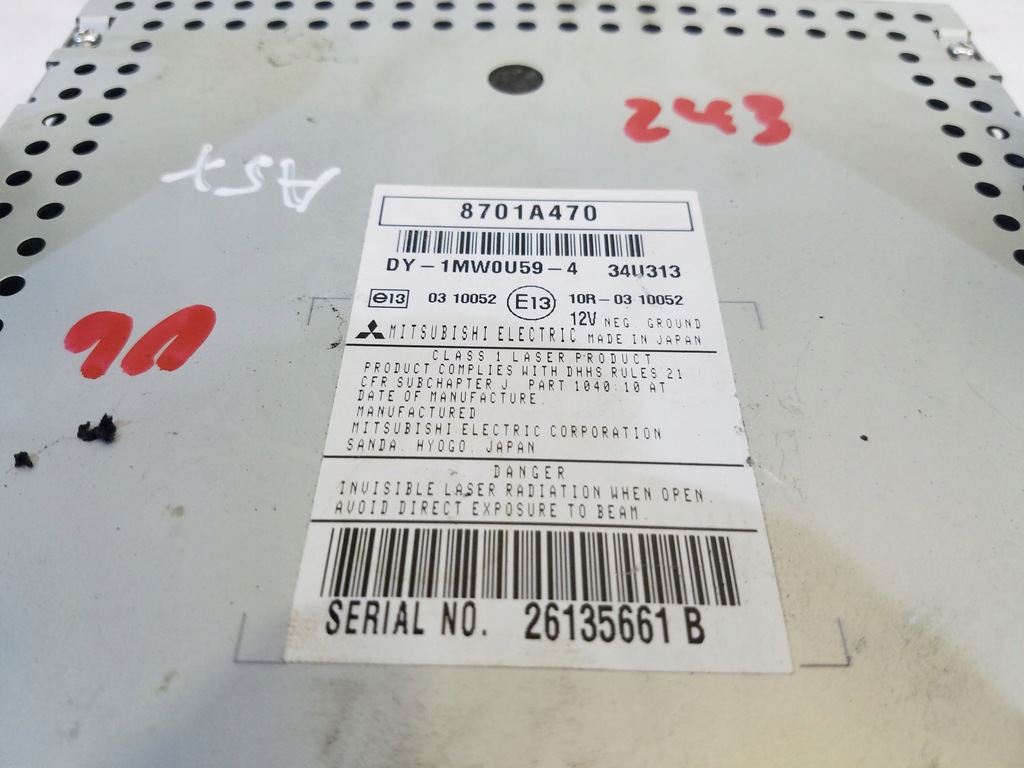 243
ASX
8701A470
DY-1MW0U59-4 34U313
e13 03 10052 E13 10R-03 10052
12V NEG. GROUND
MITSUBISHI ELECTRIC MADE IN JAPAN
CLASS 1 LASER PRODUCT
PRODUCT COMPLIES WITH DHHS RULES 21
CFR SUBCHAPTER J PART 1040:10 AT
DATE OF MANUFACTURE.
MANUFACTURED
MITSUBISHI ELECTRIC CORPORATION
SANDA. HYOGO. JAPAN
DANGER
INVISIBLE LASER RADIATION WHEN OPEN.
AVOID DIRECT EXPOSURE TO BEAM.
SERIAL NO. 26135661 B